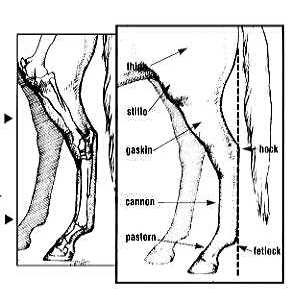 thigh
stifle
gaskin
hock
cannon
pastern
fetlock